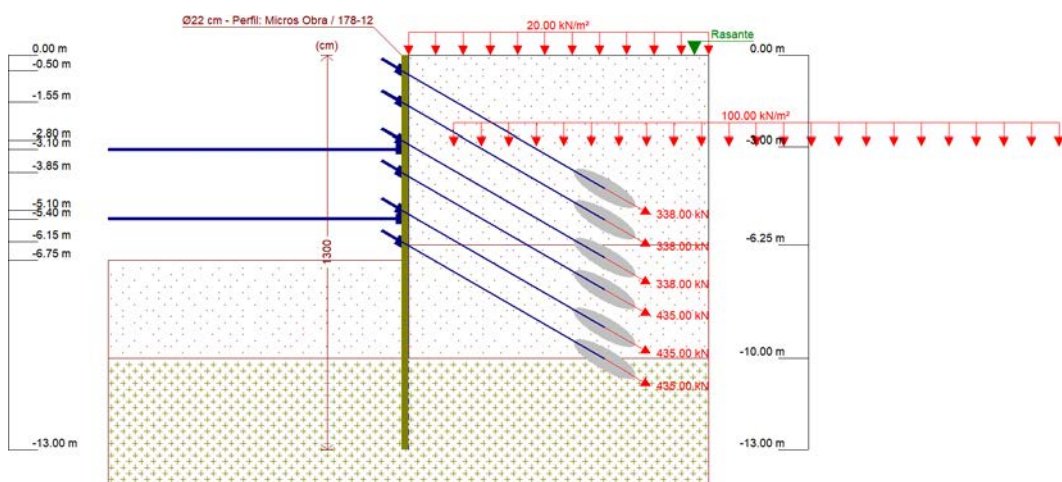 Ø22 cm - Perfil: Micros Obra / 178-12
20.00 kN/m²
Rasante
(cm)
0.00 m
-0.50 m
-1.55 m
-2.80 m
-3.10 m
-3.85 m
-5.10 m
-5.40 m
-6.15 m
-6.75 m
-13.00 m
1300
100.00 kN/m²
338.00 kN
338.00 kN
338.00 kN
435.00 kN
435.00 kN
435.00 kN
0.00 m
-3.00 m
-6.25 m
-10.00 m
-13.00 m